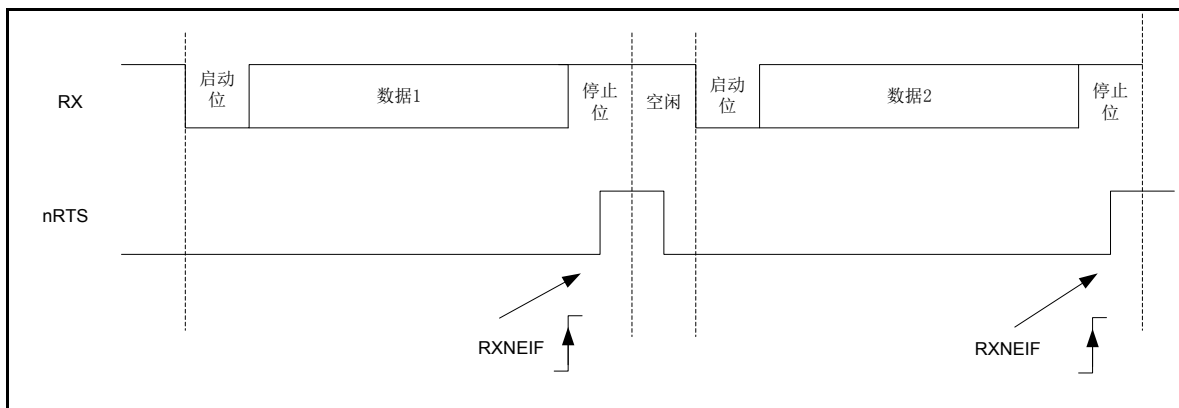 RX
启动
位
数据1
停止
位
空闲
启动
位
数据2
停止
位
nRTS
RXNEIF
RXNEIF